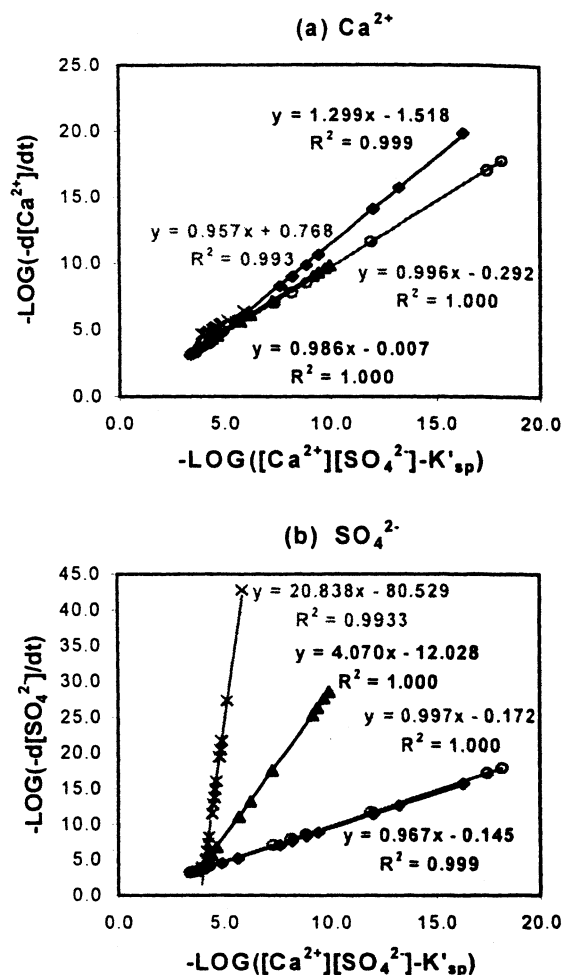 (a) Ca²⁺
25.0
20.0
15.0
10.0
5.0
0.0
-LOG(-d[Ca²⁺]/dt)
y = 1.299x - 1.518
R² = 0.999
y = 0.957x + 0.768
R² = 0.993
y = 0.996x - 0.292
R² = 1.000
y = 0.986x - 0.007
R² = 1.000
0.0 5.0 10.0 15.0 20.0
-LOG([Ca²⁺][SO₄²⁻]-K'sp)
(b) SO₄²⁻
45.0
40.0
35.0
30.0
25.0
20.0
15.0
10.0
5.0
0.0
-LOG(-d[SO₄²⁻]/dt)
y = 20.838x - 80.529
R² = 0.9933
y = 4.070x - 12.028
R² = 1.000
y = 0.997x - 0.172
R² = 1.000
y = 0.967x - 0.145
R² = 0.999
0.0 5.0 10.0 15.0 20.0
-LOG([Ca²⁺][SO₄²⁻]-K'sp)